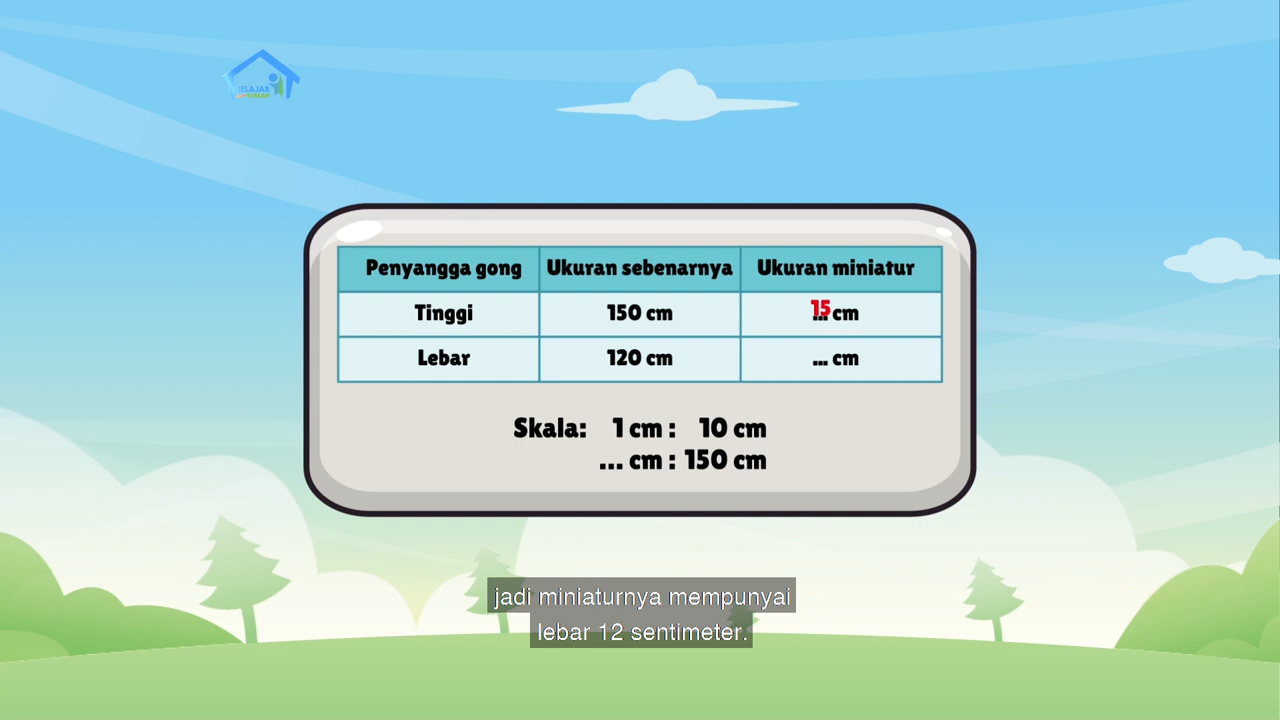 BELAJAR
Penyangga gong Ukuran sebenarnya Ukuran miniatur
Tinggi 150 cm 15 ... cm
Lebar 120 cm ... cm
Skala: 1 cm : 10 cm
... cm : 150 cm
jadi miniaturnya mempunyai
lebar 12 sentimeter.